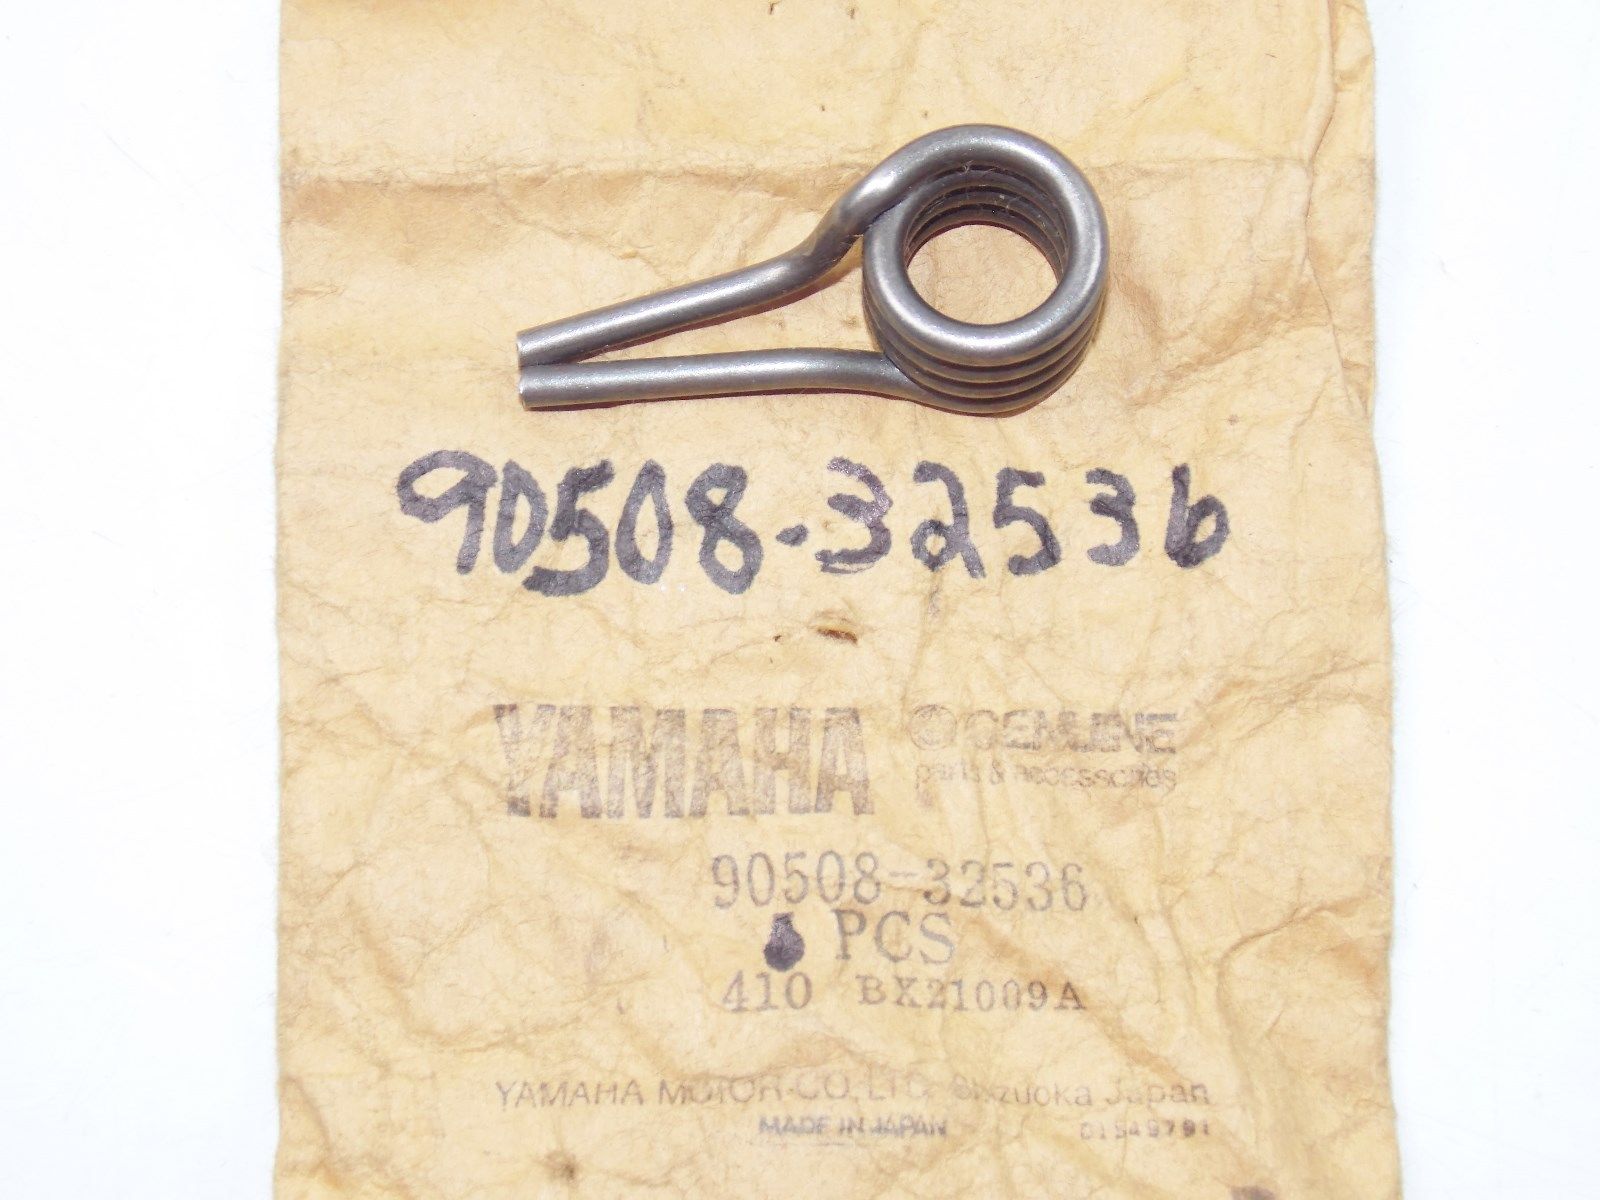 90508-32536
YAMAHA GENUINE
parts & accessories
90508-32536
PCS
410 BX21009A
YAMAHA MOTOR CO., LTD. Shizuoka Japan
MADE IN JAPAN